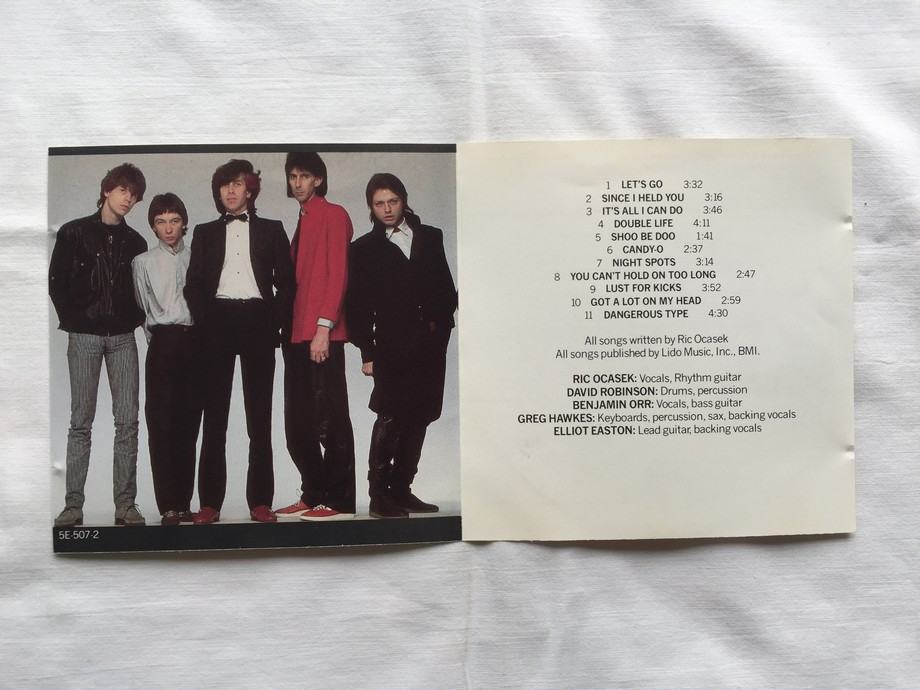 5E-507-2
1 LET'S GO 3:32
2 SINCE I HELD YOU 3:16
3 IT'S ALL I CAN DO 3:46
4 DOUBLE LIFE 4:11
5 SHOO BE DOO 1:41
6 CANDY-O 2:37
7 NIGHT SPOTS 3:14
8 YOU CAN'T HOLD ON TOO LONG 2:47
9 LUST FOR KICKS 3:52
10 GOT A LOT ON MY HEAD 2:59
11 DANGEROUS TYPE 4:30
All songs written by Ric Ocasek
All songs published by Lido Music, Inc., BMI.
RIC OCASEK: Vocals, Rhythm guitar
DAVID ROBINSON: Drums, percussion
BENJAMIN ORR: Vocals, bass guitar
GREG HAWKES: Keyboards, percussion, sax, backing vocals
ELLIOT EASTON: Lead guitar, backing vocals